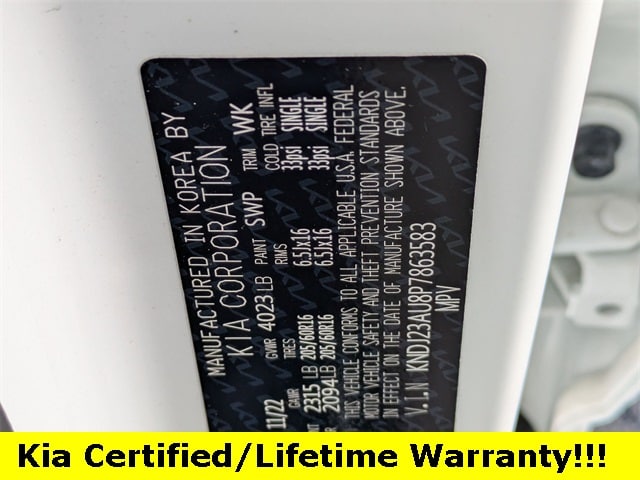 MANUFACTURED IN KOREA BY
KIA CORPORATION
11/22 GVWR 4023 LB PAINT SWP TRIM WK
GAWR TIRES RIMS COLD TIRE INFL
2315 LB 205/60R16 6.5Jx16 33psi SINGLE
2094LB 205/60R16 6.5Jx16 33psi SINGLE
THIS VEHICLE CONFORMS TO ALL APPLICABLE U.S.A. FEDERAL
MOTOR VEHICLE SAFETY AND THEFT PREVENTION STANDARDS
IN EFFECT ON THE DATE OF MANUFACTURE SHOWN ABOVE.
V.I.N KNDJ23AU8P7863583
MPV
Kia Certified/Lifetime Warranty!!!